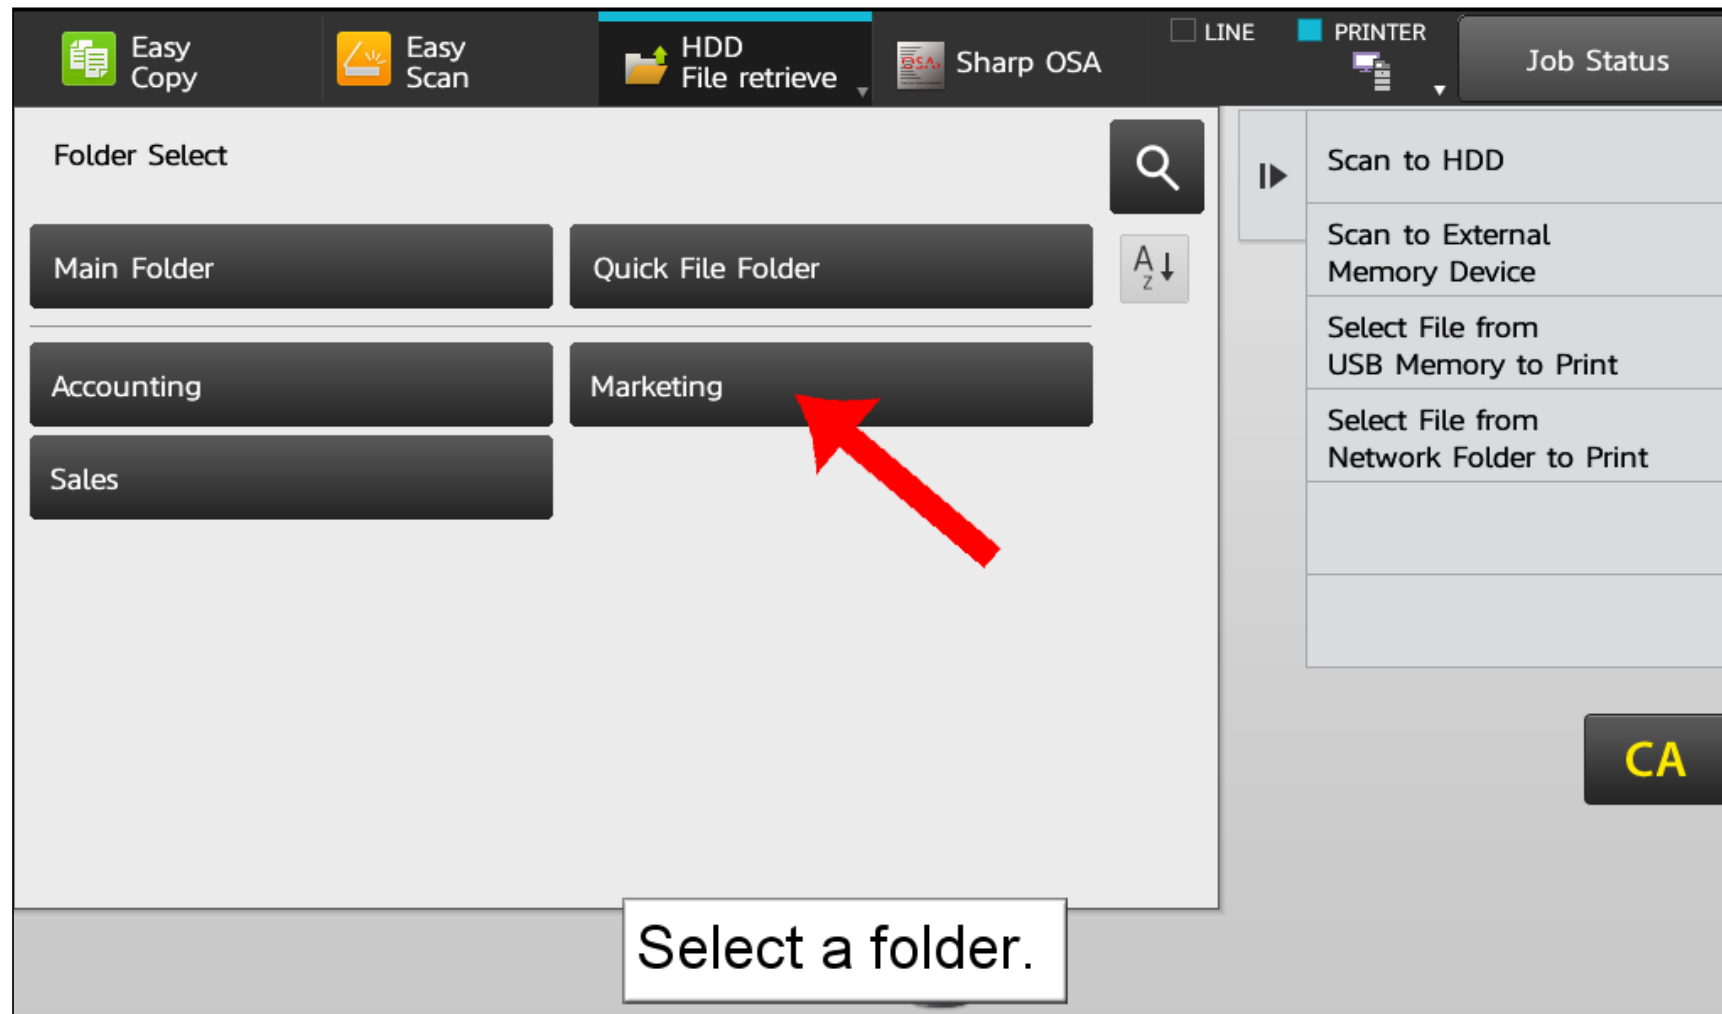 Easy
Copy
Easy
Scan
HDD
File retrieve
OSA
Sharp OSA
LINE
PRINTER
Job Status
Folder Select
Main Folder
Quick File Folder
A
Z
Accounting
Marketing
Sales
Scan to HDD
Scan to External
Memory Device
Select File from
USB Memory to Print
Select File from
Network Folder to Print
CA
Select a folder.